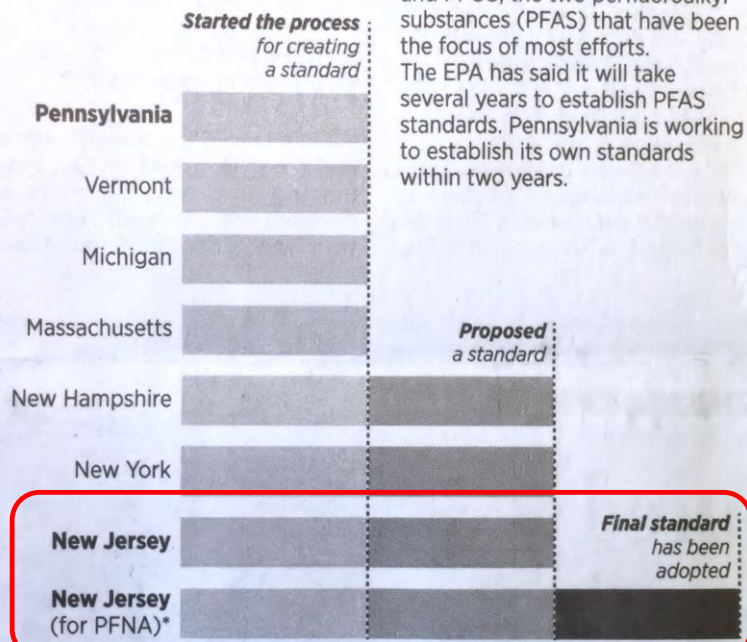 Started the process
for creating
a standard
substances (PFAS) that have been
the focus of most efforts.
The EPA has said it will take
several years to establish PFAS
standards. Pennsylvania is working
to establish its own standards
within two years.
Pennsylvania
Vermont
Michigan
Massachusetts
Proposed
a standard
New Hampshire
New York
New Jersey
Final standard
has been
adopted
New Jersey
(for PFNA)*